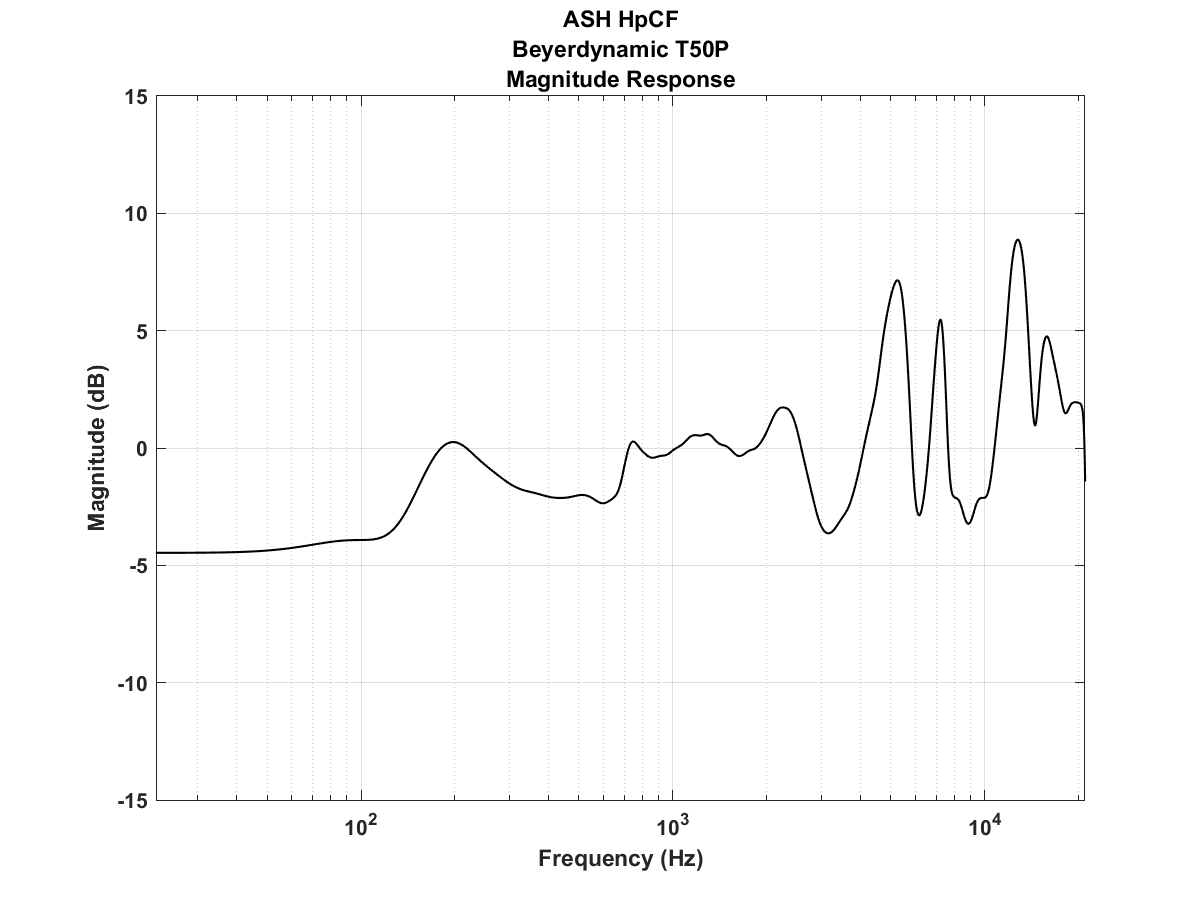 ASH HpCF
Beyerdynamic T50P
Magnitude Response
15
10
5
0
-5
-10
-15
Magnitude (dB)
10² 10³ 10⁴
Frequency (Hz)